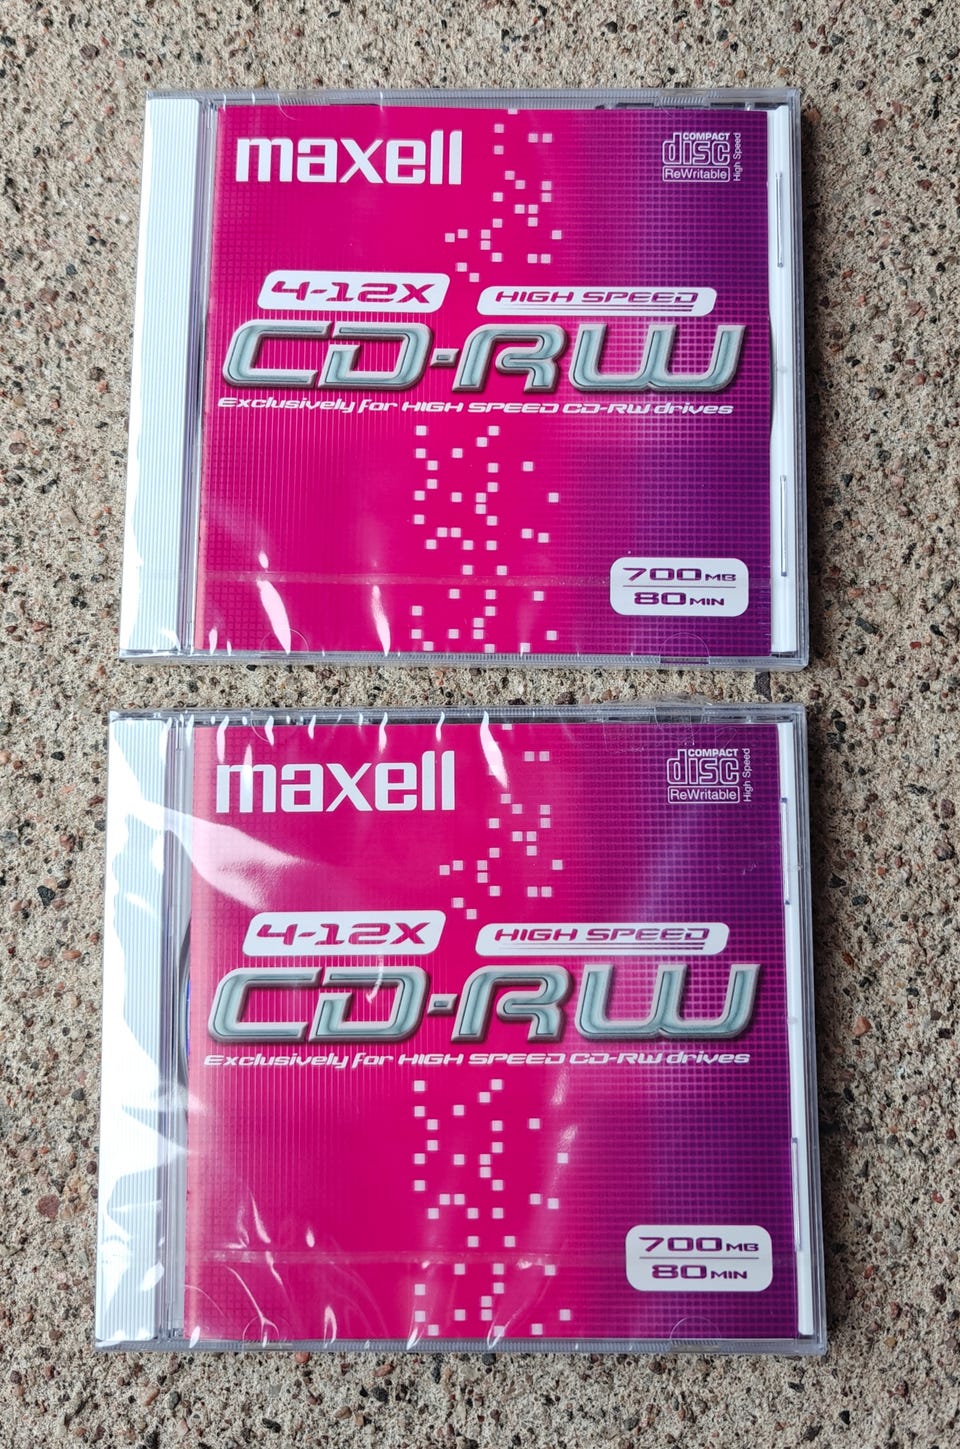 maxell
COMPACT
disc
ReWritable
High Speed
4-12X
HIGH SPEED
CD-RW
Exclusively for HIGH SPEED CD-RW drives
700MB
80MIN
maxell
COMPACT
disc
ReWritable
High Speed
4-12X
HIGH SPEED
CD-RW
Exclusively for HIGH SPEED CD-RW drives
700MB
80MIN